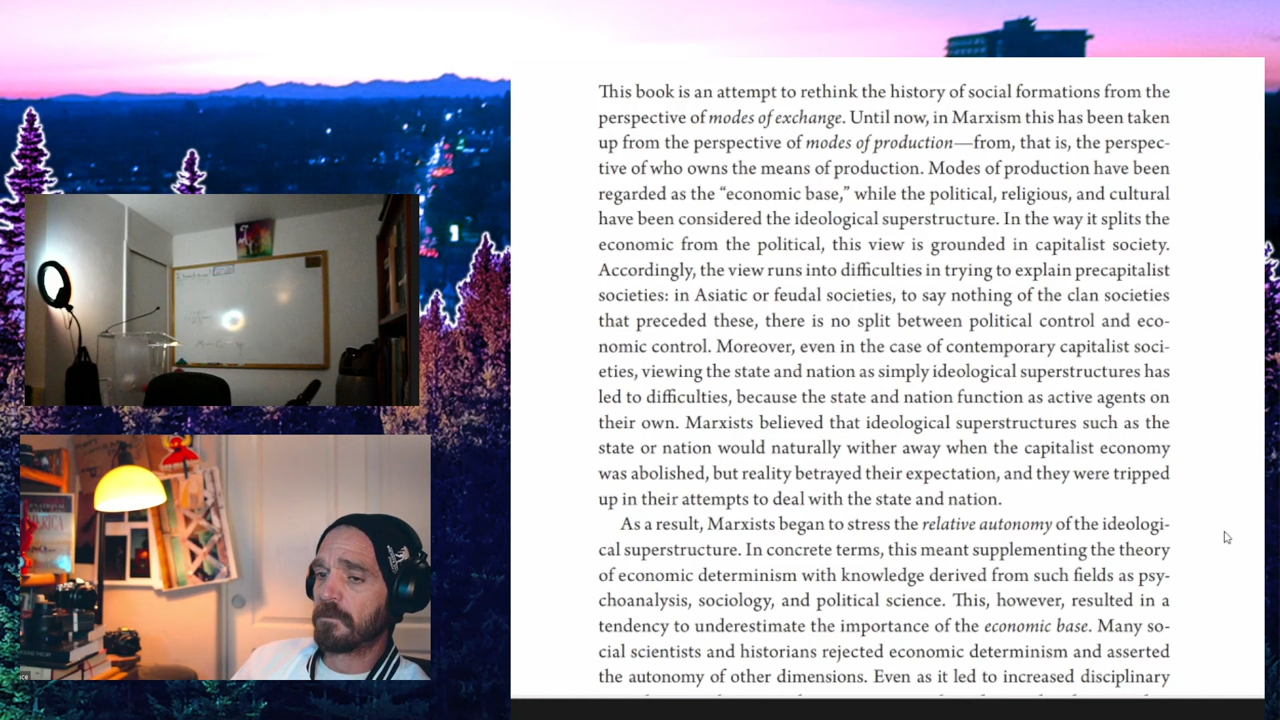 This book is an attempt to rethink the history of social formations from the
perspective of modes of exchange. Until now, in Marxism this has been taken
up from the perspective of modes of production—from, that is, the perspec-
tive of who owns the means of production. Modes of production have been
regarded as the “economic base,” while the political, religious, and cultural
have been considered the ideological superstructure. In the way it splits the
economic from the political, this view is grounded in capitalist society.
Accordingly, the view runs into difficulties in trying to explain precapitalist
societies: in Asiatic or feudal societies, to say nothing of the clan societies
that preceded these, there is no split between political control and eco-
nomic control. Moreover, even in the case of contemporary capitalist soci-
eties, viewing the state and nation as simply ideological superstructures has
led to difficulties, because the state and nation function as active agents on
their own. Marxists believed that ideological superstructures such as the
state or nation would naturally wither away when the capitalist economy
was abolished, but reality betrayed their expectation, and they were tripped
up in their attempts to deal with the state and nation.
As a result, Marxists began to stress the relative autonomy of the ideologi-
cal superstructure. In concrete terms, this meant supplementing the theory
of economic determinism with knowledge derived from such fields as psy-
choanalysis, sociology, and political science. This, however, resulted in a
tendency to underestimate the importance of the economic base. Many so-
cial scientists and historians rejected economic determinism and asserted
the autonomy of other dimensions. Even as it led to increased disciplinary